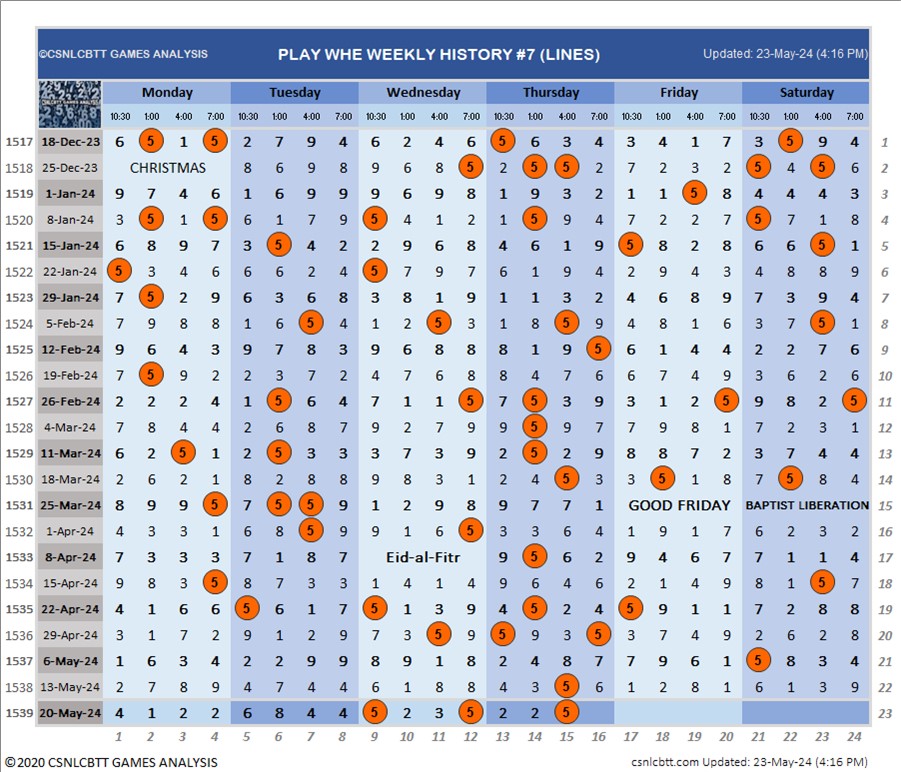 ©CSNLCBTT GAMES ANALYSIS PLAY WHE WEEKLY HISTORY #7 (LINES) Updated: 23-May-24 (4:16 PM)
Monday Tuesday Wednesday Thursday Friday Saturday
10:30 1:00 4:00 7:00 10:30 1:00 4:00 7:00 10:30 1:00 4:00 7:00 10:30 1:00 4:00 7:00 10:30 1:00 4:00 7:00 10:30 1:00 4:00 7:00
1517 18-Dec-23 6 5 1 5 2 7 9 4 6 2 4 6 5 6 3 4 3 4 1 7 3 5 9 4 1
1518 25-Dec-23 CHRISTMAS 8 6 9 8 9 6 8 5 2 5 5 2 7 2 3 2 5 4 5 6 2
1519 1-Jan-24 9 7 4 6 1 6 9 9 9 6 9 8 1 9 3 2 1 1 5 8 4 4 4 3 3
1520 8-Jan-24 3 5 4 5 6 1 7 9 5 4 1 2 1 5 9 4 7 2 2 7 5 7 1 8 4
1521 15-Jan-24 6 8 9 7 3 5 4 2 2 9 6 8 4 6 1 9 5 8 2 8 6 6 5 1 5
1522 22-Jan-24 5 3 4 6 6 6 2 4 5 7 9 7 6 1 9 4 2 9 4 3 4 8 8 9 6
1523 29-Jan-24 7 5 2 9 6 3 6 8 3 8 1 9 1 1 3 2 4 6 8 9 7 3 9 4 7
1524 5-Feb-24 7 9 8 8 1 6 5 4 1 2 5 3 1 8 5 9 4 8 1 6 3 7 5 1 8
1525 12-Feb-24 9 6 4 3 9 7 8 3 9 6 8 8 8 1 9 5 6 1 4 4 2 2 7 6 9
1526 19-Feb-24 7 5 9 2 2 3 7 2 4 7 6 8 8 4 7 6 6 7 4 9 3 6 2 6 10
1527 26-Feb-24 2 2 2 4 1 5 6 4 7 1 1 5 7 5 3 9 3 1 2 5 9 8 2 5 11
1528 4-Mar-24 7 8 4 4 2 6 8 7 9 2 7 9 9 5 9 2 7 9 8 1 7 2 3 1 12
1529 11-Mar-24 6 2 5 1 2 5 3 3 3 7 3 9 2 5 2 9 8 8 7 2 3 7 4 4 13
1530 18-Mar-24 2 6 2 1 8 2 8 8 9 8 3 1 2 4 5 4 3 5 1 8 7 5 8 4 14
1531 25-Mar-24 8 9 9 5 7 5 5 9 1 2 9 8 9 7 7 1 GOOD FRIDAY BAPTIST LIBERATION 15
1532 1-Apr-24 4 3 3 1 6 8 5 9 9 1 6 5 3 3 6 4 1 9 1 7 6 2 3 2 16
1533 8-Apr-24 7 3 3 3 7 1 8 7 Eid-al-Fitr 9 5 6 2 9 4 6 7 7 1 1 4 17
1534 15-Apr-24 9 8 3 5 8 7 3 3 1 4 1 4 9 6 4 6 2 1 4 9 8 1 5 7 18
1535 22-Apr-24 4 1 6 6 5 6 1 7 5 1 3 9 4 5 2 4 5 9 1 1 7 2 8 8 19
1536 29-Apr-24 3 1 7 2 9 1 2 9 7 3 5 9 5 9 3 5 3 7 4 9 2 6 2 8 20
1537 6-May-24 1 6 3 4 2 2 9 9 8 9 1 8 2 4 8 7 7 9 6 1 5 8 3 4 21
1538 13-May-24 2 7 8 9 4 7 4 4 6 1 8 8 4 3 5 6 1 2 8 1 6 1 3 9 22
1539 20-May-24 4 1 2 2 6 8 4 4 5 2 3 5 2 2 5 23
1 2 3 4 5 6 7 8 9 10 11 12 13 14 15 16 17 18 19 20 21 22 23 24
©2020 CSNLCBTT GAMES ANALYSIS csnlcbtt.com Updated: 23-May-24 (4:16 PM)